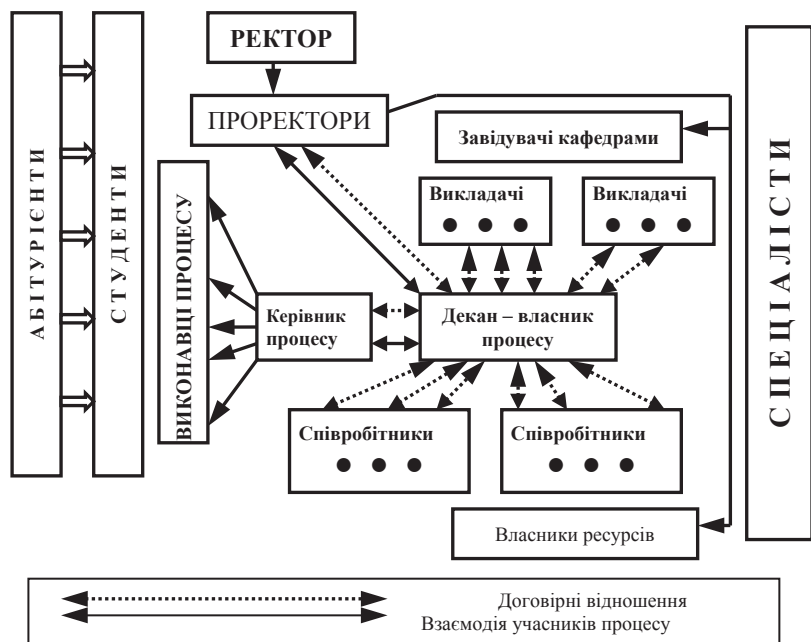 АБІТУРІЄНТИ
СТУДЕНТИ
РЕКТОР
ПРОРЕКТОРИ
Завідувачі кафедрами
Викладачі
Викладачі
ВИКОНАВЦІ ПРОЦЕСУ
Керівник
процесу
Декан – власник
процесу
Співробітники
Співробітники
Власники ресурсів
СПЕЦІАЛІСТИ
Договірні відношення
Взаємодія учасників процесу